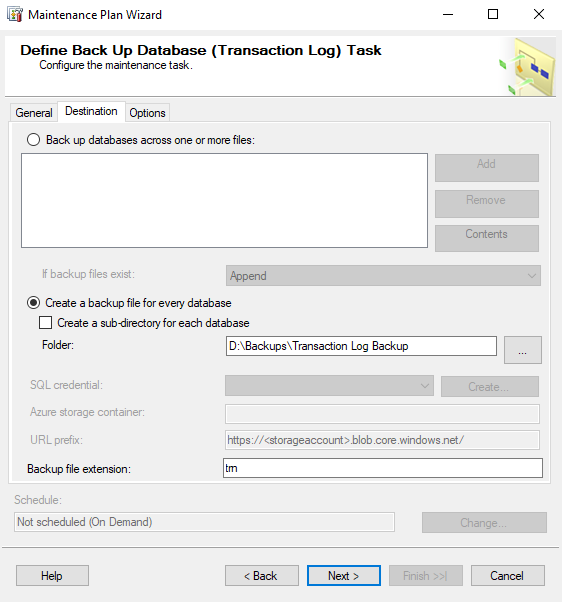 Maintenance Plan Wizard
Define Back Up Database (Transaction Log) Task
Configure the maintenance task.
General Destination Options
Back up databases across one or more files:
Add
Remove
Contents
If backup files exist: Append
Create a backup file for every database
Create a sub-directory for each database
Folder: D:\Backups\Transaction Log Backup ...
SQL credential: Create...
Azure storage container:
URL prefix: https://<storageaccount>.blob.core.windows.net/
Backup file extension: trn
Schedule:
Not scheduled (On Demand) Change...
Help < Back Next > Finish >>| Cancel